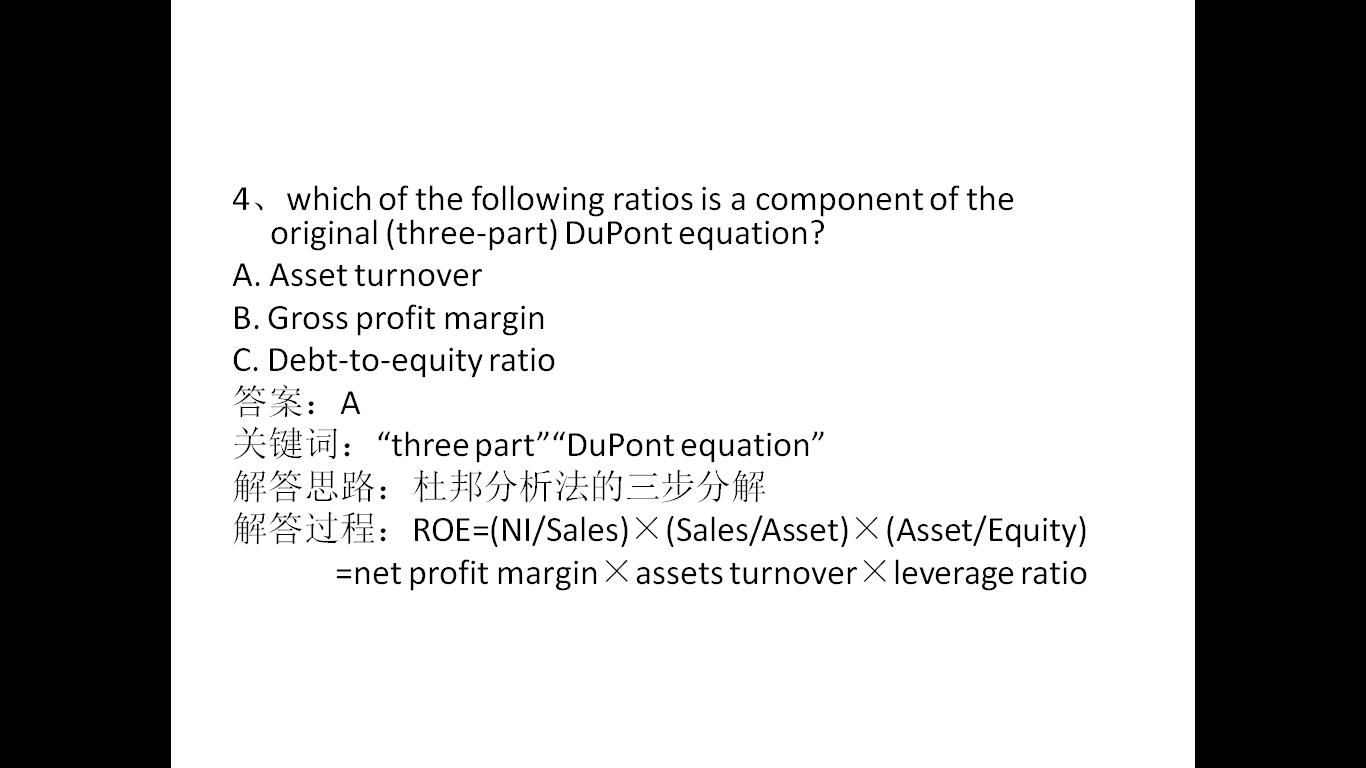 4、which of the following ratios is a component of the
original (three-part) DuPont equation?
A. Asset turnover
B. Gross profit margin
C. Debt-to-equity ratio
答案：A
关键词：“three part”“DuPont equation”
解答思路：杜邦分析法的三步分解
解答过程：ROE=(NI/Sales)×(Sales/Asset)×(Asset/Equity)
=net profit margin×assets turnover×leverage ratio